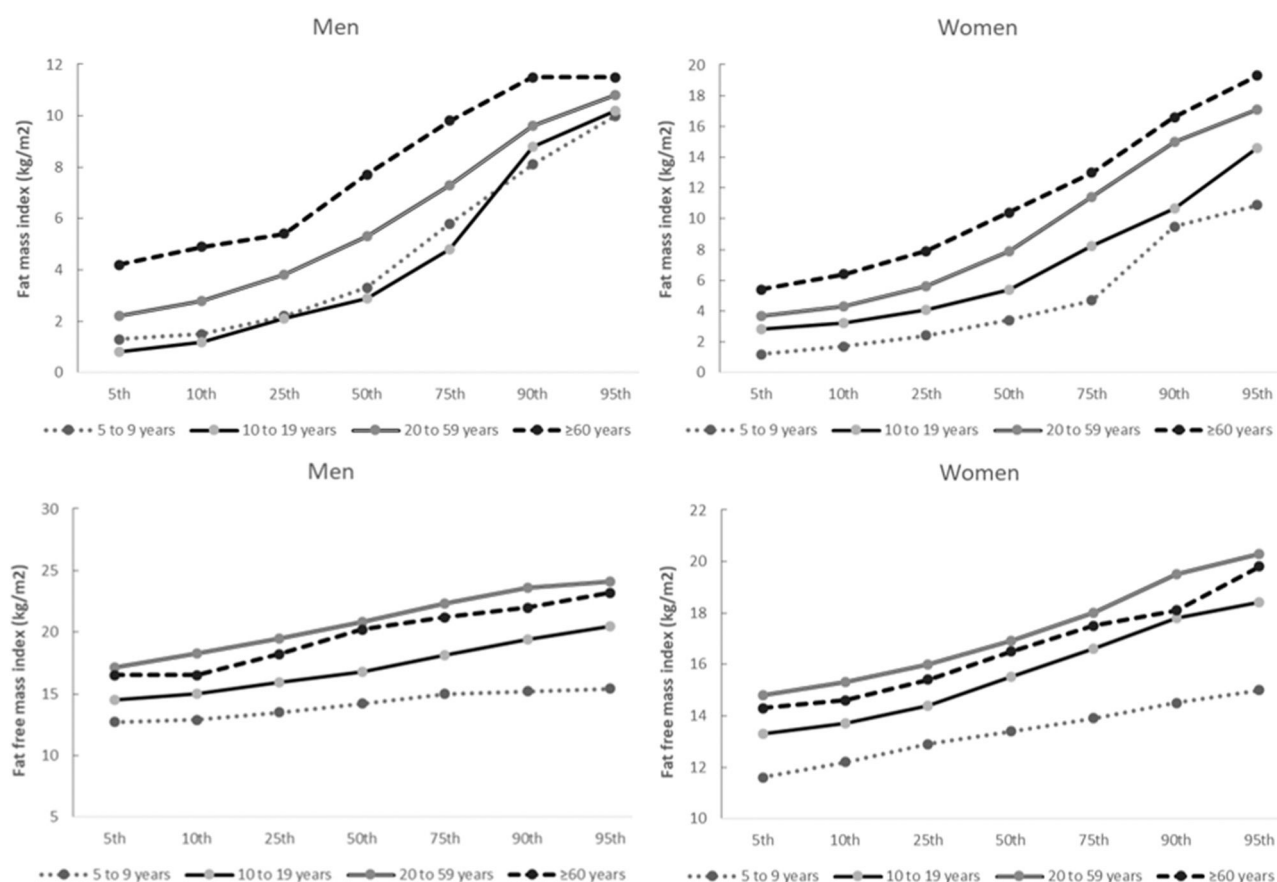 Men
Fat mass index (kg/m2)
12
10
8
6
4
2
0
5th 10th 25th 50th 75th 90th 95th
5 to 9 years 10 to 19 years 20 to 59 years ≥60 years
Women
Fat mass index (kg/m2)
20
18
16
14
12
10
8
6
4
2
0
5th 10th 25th 50th 75th 90th 95th
5 to 9 years 10 to 19 years 20 to 59 years ≥60 years
Men
Fat free mass index (kg/m2)
30
25
20
15
10
5
5th 10th 25th 50th 75th 90th 95th
5 to 9 years 10 to 19 years 20 to 59 years ≥60 years
Women
Fat free mass index (kg/m2)
22
20
18
16
14
12
10
5th 10th 25th 50th 75th 90th 95th
5 to 9 years 10 to 19 years 20 to 59 years ≥60 years